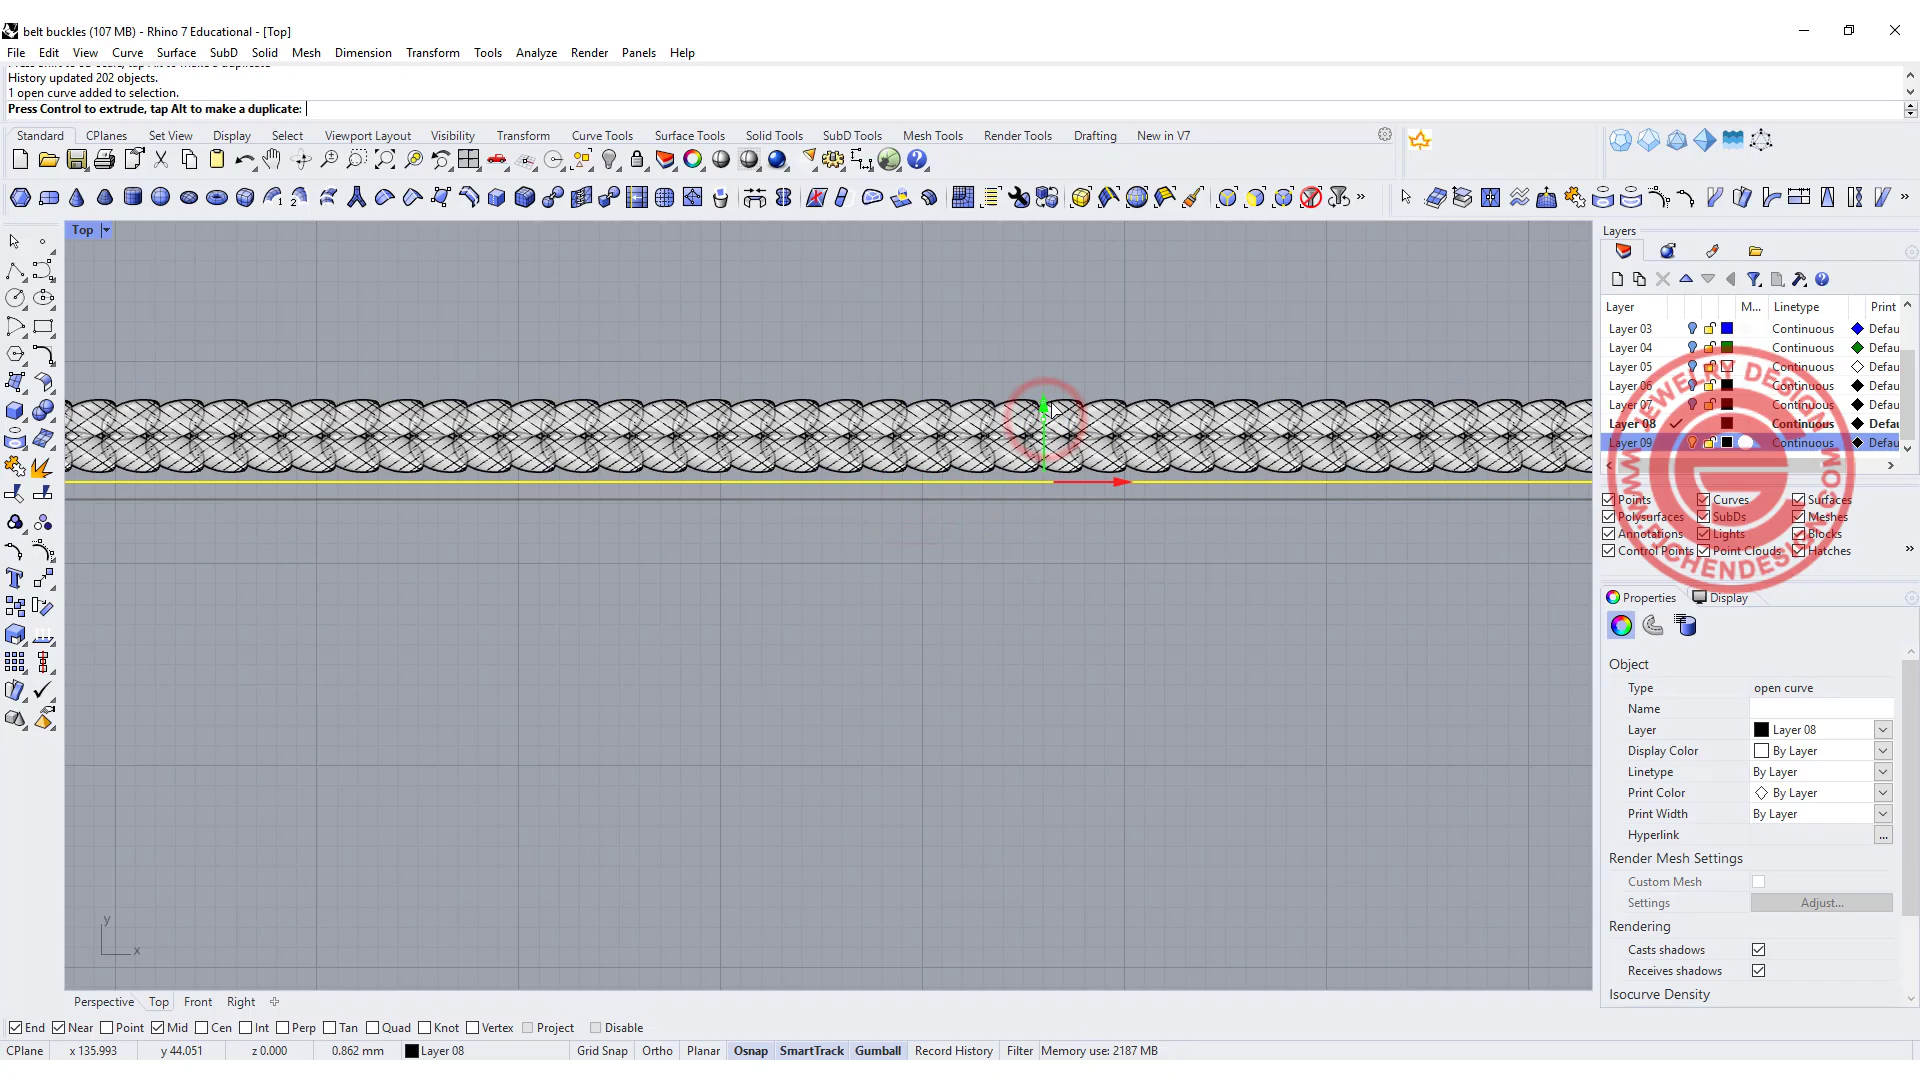 belt buckles (107 MB) - Rhino 7 Educational - [Top]
File Edit View Curve Surface SubD Solid Mesh Dimension Transform Tools Analyze Render Panels Help
History updated 202 objects.
1 open curve added to selection.
Press Control to extrude, tap Alt to make a duplicate:
Standard CPlanes Set View Display Select Viewport Layout Visibility Transform Curve Tools Surface Tools Solid Tools SubD Tools Mesh Tools Render Tools Drafting New in V7
Top
Layers
Layer M... Linetype Print
Layer 03 Continuous Defau
Layer 04 Continuous Defau
Layer 05 Continuous Defau
Layer 06 Continuous Defau
Layer 07 Continuous Defau
Layer 08 Continuous Defau
Layer 09 Continuous Defau
Points Curves Surfaces
Polysurfaces SubDs Meshes
Annotations Lights Blocks
Control Points Point Clouds Hatches
JEWELRY DESIGN
WWW.PJCHENDESIGN.COM
Properties Display
Object
Type open curve
Name
Layer Layer 08
Display Color By Layer
Linetype By Layer
Print Color By Layer
Print Width By Layer
Hyperlink ...
Render Mesh Settings
Custom Mesh
Settings Adjust...
Rendering
Casts shadows
Receives shadows
Isocurve Density
y
x
Perspective Top Front Right
End Near Point Mid Cen Int Perp Tan Quad Knot Vertex Project Disable
CPlane x 135.993 y 44.051 z 0.000 0.862 mm Layer 08 Grid Snap Ortho Planar Osnap SmartTrack Gumball Record History Filter Memory use: 2187 MB